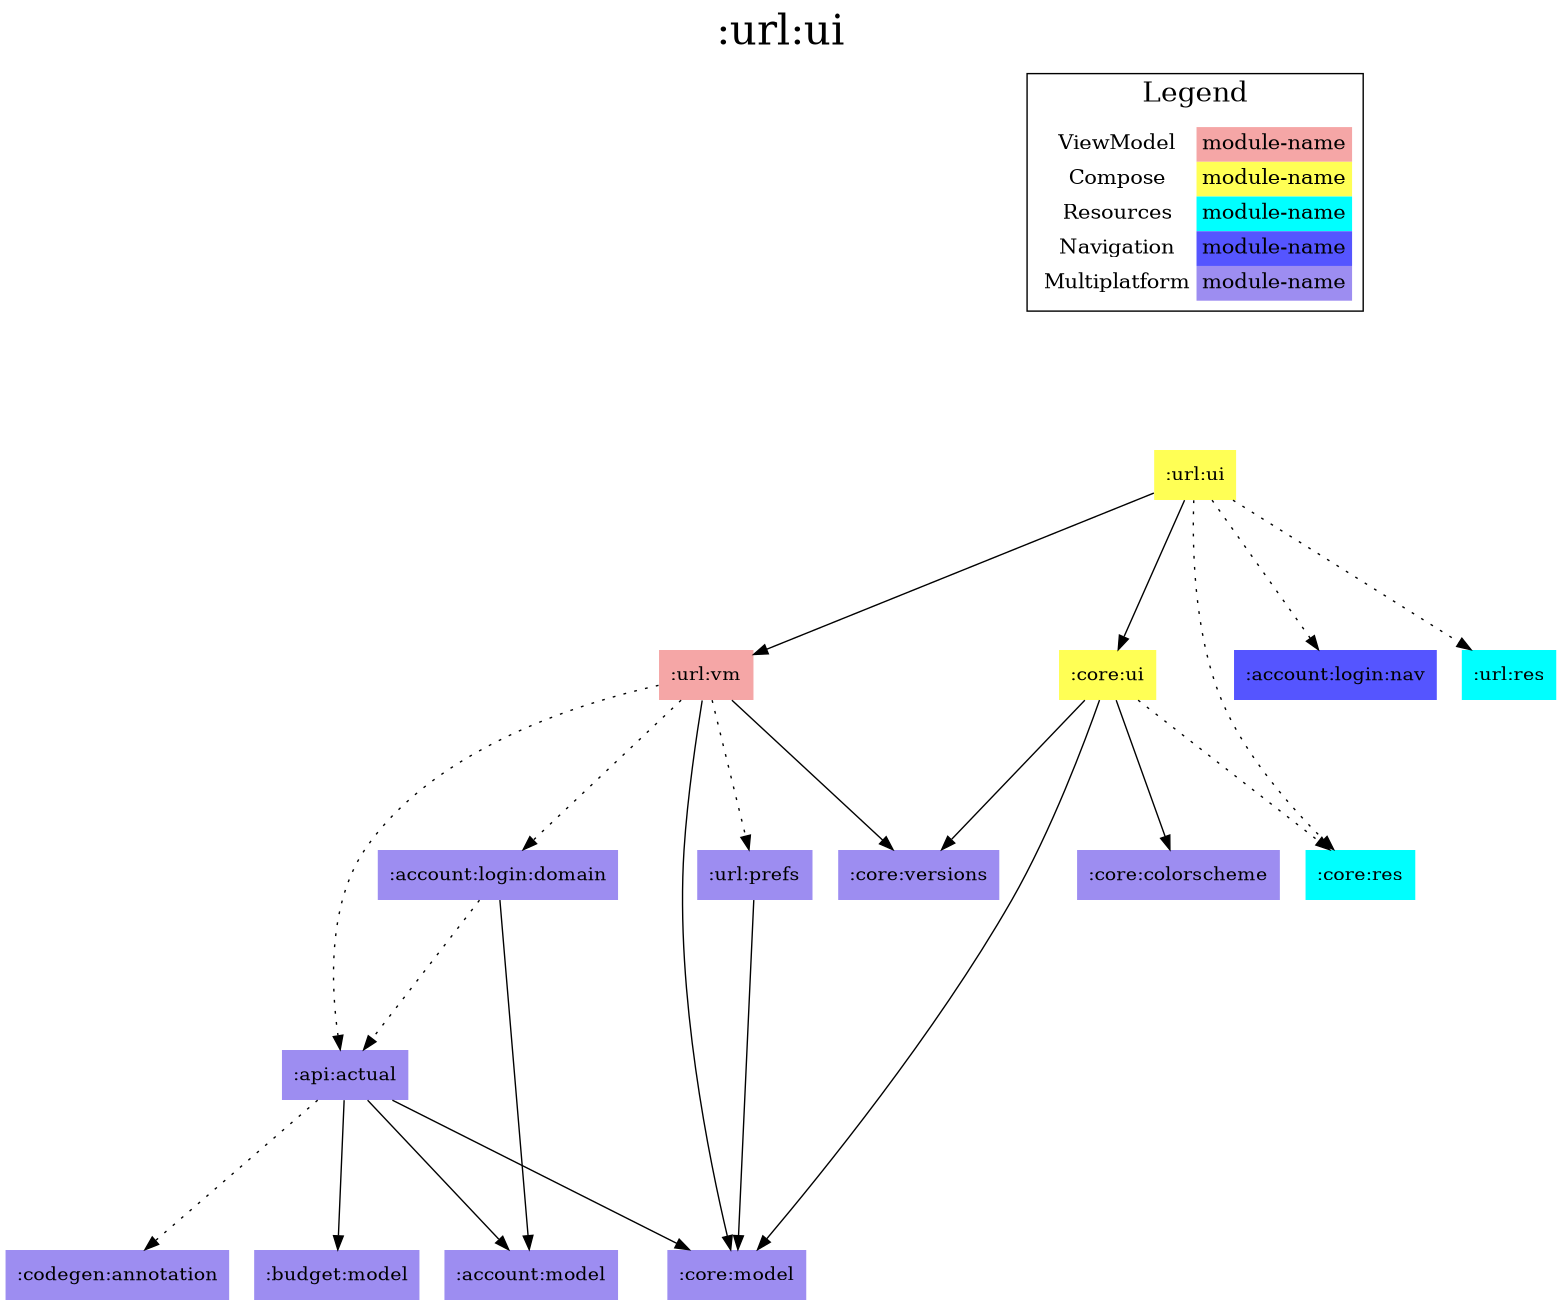 :url:ui
Legend
ViewModel module-name
Compose module-name
Resources module-name
Navigation module-name
Multiplatform module-name
:url:ui
:url:vm :core:ui :account:login:nav :url:res
:account:login:domain :url:prefs :core:versions :core:colorscheme :core:res
:api:actual
:codegen:annotation :budget:model :account:model :core:model